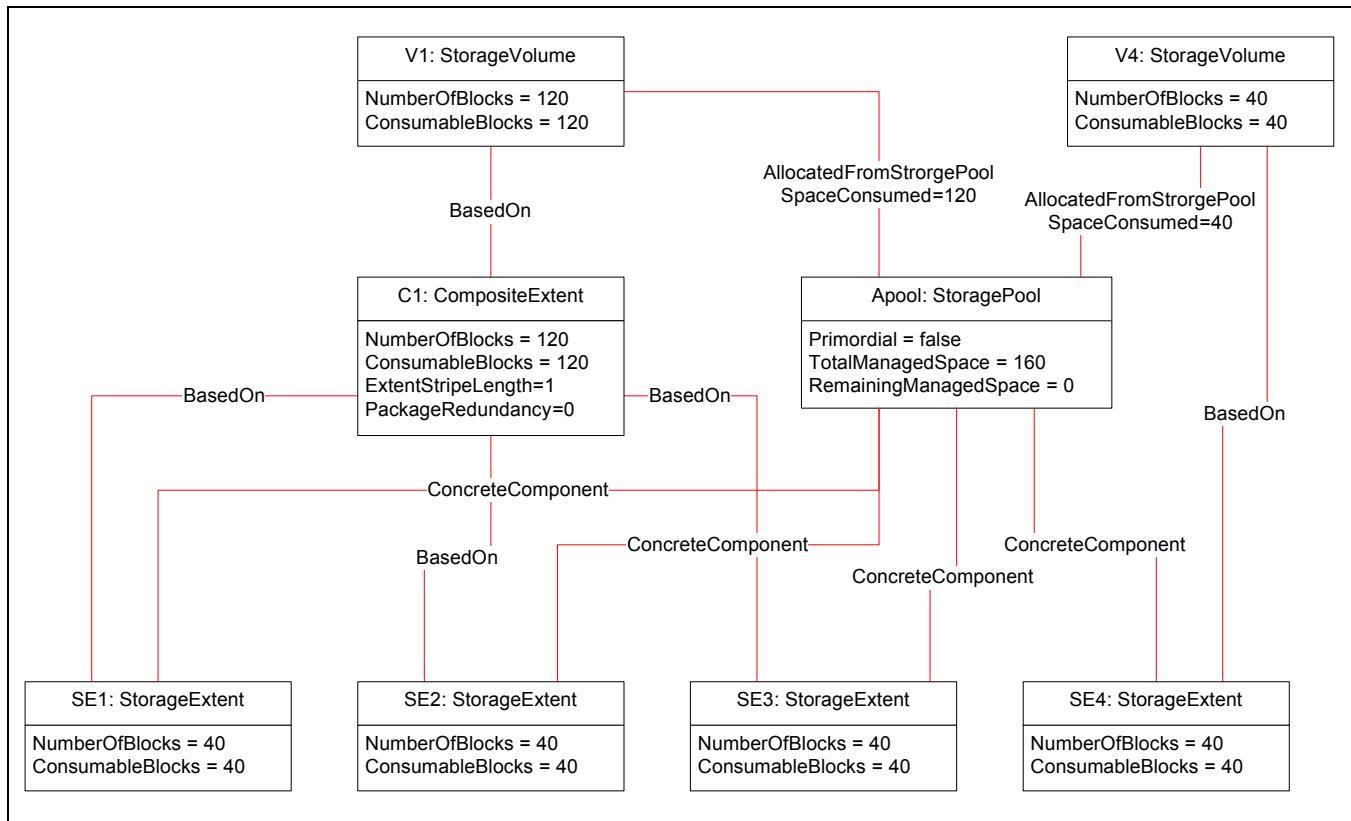 V1: StorageVolume
NumberOfBlocks = 120
ConsumableBlocks = 120
V4: StorageVolume
NumberOfBlocks = 40
ConsumableBlocks = 40
AllocatedFromStrorgePool
SpaceConsumed=120
AllocatedFromStrorgePool
SpaceConsumed=40
BasedOn
C1: CompositeExtent
NumberOfBlocks = 120
ConsumableBlocks = 120
ExtentStripeLength=1
PackageRedundancy=0
Apool: StoragePool
Primordial = false
TotalManagedSpace = 160
RemainingManagedSpace = 0
BasedOn
BasedOn
BasedOn
ConcreteComponent
BasedOn
ConcreteComponent
ConcreteComponent
ConcreteComponent
SE1: StorageExtent
NumberOfBlocks = 40
ConsumableBlocks = 40
SE2: StorageExtent
NumberOfBlocks = 40
ConsumableBlocks = 40
SE3: StorageExtent
NumberOfBlocks = 40
ConsumableBlocks = 40
SE4: StorageExtent
NumberOfBlocks = 40
ConsumableBlocks = 40